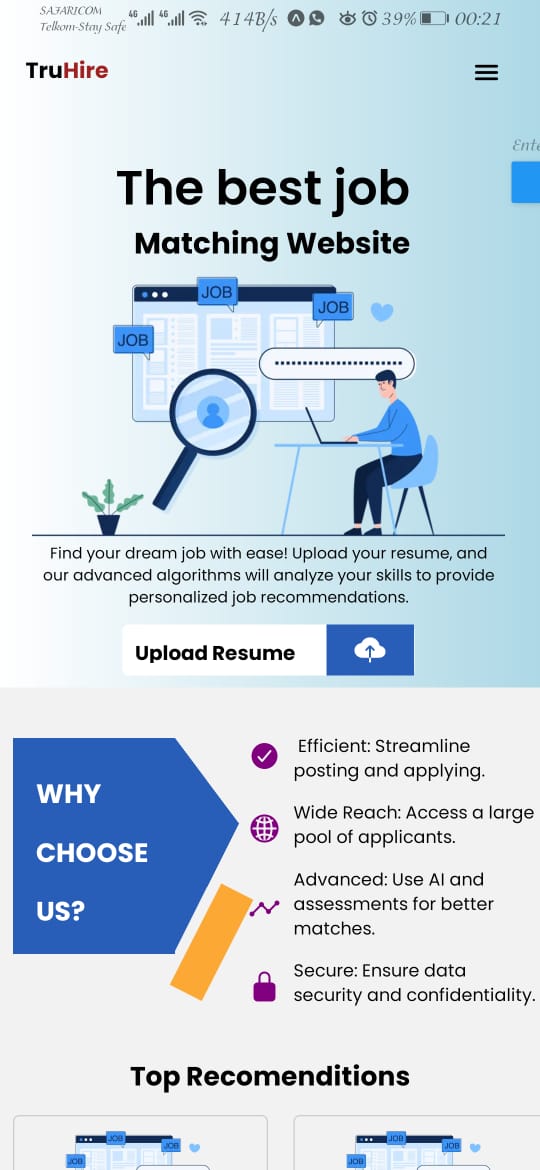 SAFARICOM
Telkom-Stay Safe
4G 4G 414B/s 39% 00:21
TruHire
Ente
The best job
Matching Website
JOB
JOB
JOB
Find your dream job with ease! Upload your resume, and
our advanced algorithms will analyze your skills to provide
personalized job recommendations.
Upload Resume
WHY
CHOOSE
US?
Efficient: Streamline
posting and applying.
Wide Reach: Access a large
pool of applicants.
Advanced: Use AI and
assessments for better
matches.
Secure: Ensure data
security and confidentiality.
Top Recomenditions
JOB
JOB
JOB
JOB
JOB
JOB